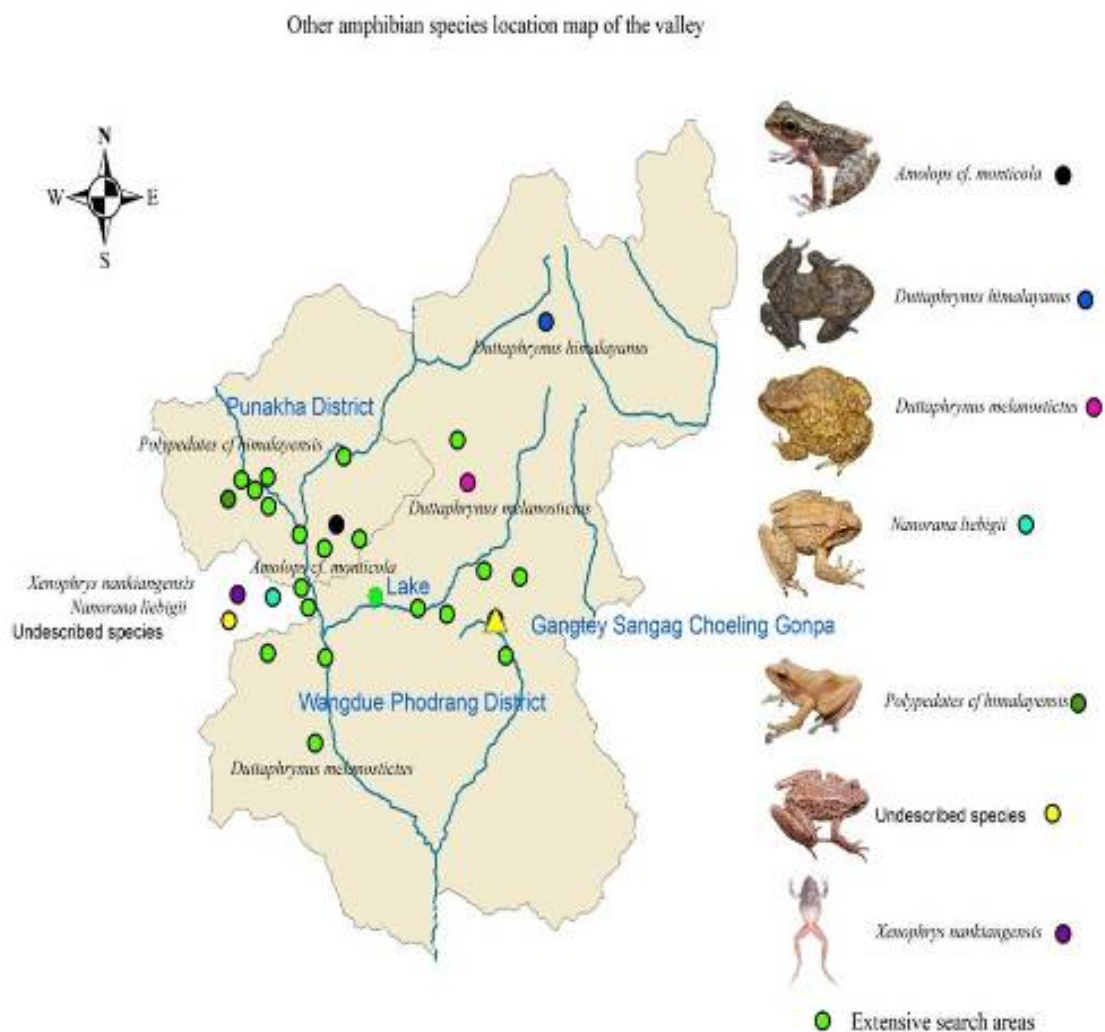 Other amphibian species location map of the valley
N
W E
S
Amolops cf. monticola
Duttaphrynus himalayanus
Duttaphrynus himalayanus
Punakha District
Duttaphrynus melanostictus
Polypedates cf himalayensis
Duttaphrynus melanostictus
Nanorana liebigii
Amolops cf. monticola
Xenophrys nankiangensis
Lake
Nanorana liebigii
Undescribed species
Gangtey Sangag Choeling Gonpa
Wangdue Phodrang District
Polypedates cf himalayensis
Duttaphrynus melanostictus
Undescribed species
Xenophrys nankiangensis
Extensive search areas